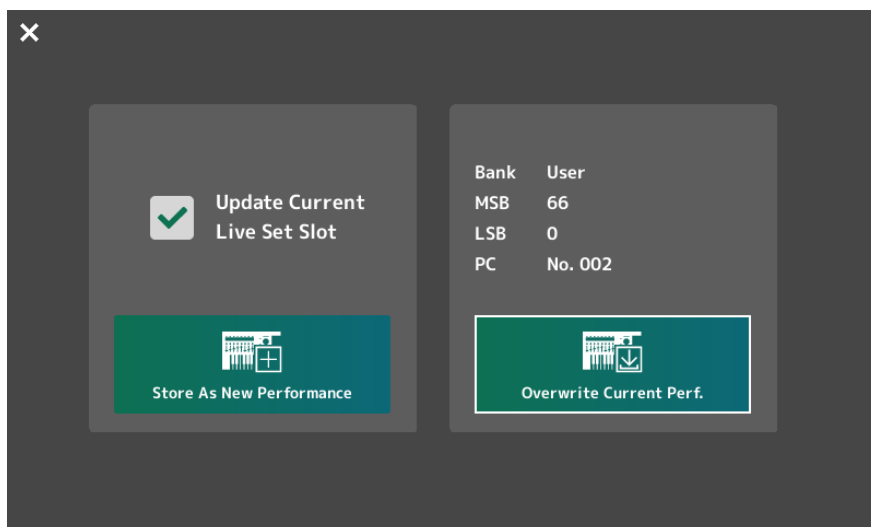 Update Current
Live Set Slot
Store As New Performance
Bank User
MSB 66
LSB 0
PC No. 002
Overwrite Current Perf.